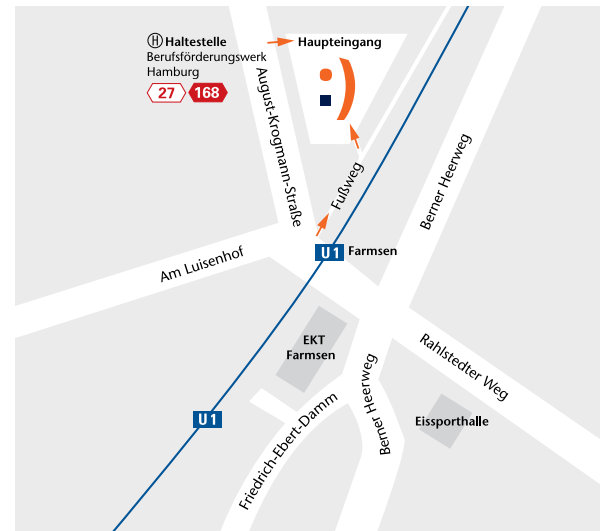 Ⓗ Haltestelle
Berufsförderungswerk
Hamburg
27 168
Haupteingang
August-Krogmann-Straße
Fußweg
Berner Heerweg
Am Luisenhof
U1 Farmsen
EKT
Farmsen
Rahlstedter Weg
Berner Heerweg
Eissporthalle
U1
Friedrich-Ebert-Damm